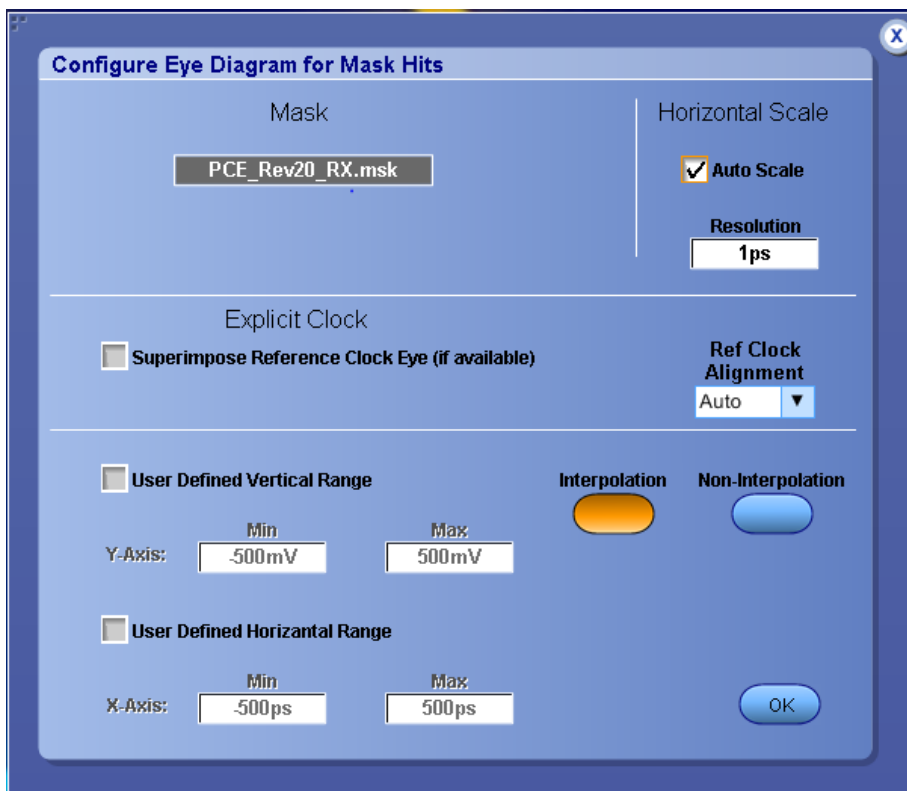 X
Configure Eye Diagram for Mask Hits
Mask
Horizontal Scale
PCE_Rev20_RX.msk
Auto Scale
Resolution
1ps
Explicit Clock
Superimpose Reference Clock Eye (if available)
Ref Clock
Alignment
Auto
User Defined Vertical Range
Interpolation
Non-Interpolation
Min
Max
Y-Axis:
-500mV
500mV
User Defined Horizantal Range
Min
Max
X-Axis:
-500ps
500ps
OK